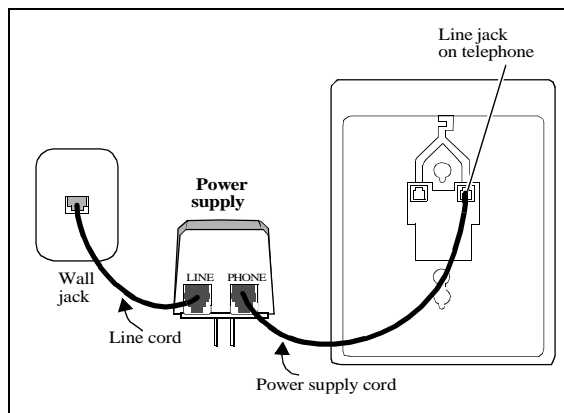 Line jack
on telephone
Power
supply
LINE
PHONE
Wall
jack
Line cord
Power supply cord